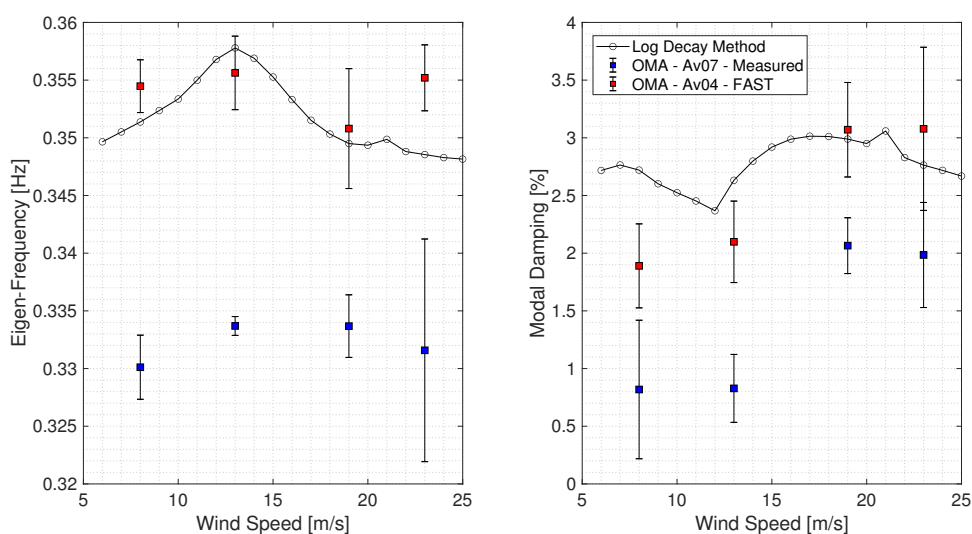 0.36
0.355
0.35
0.345
0.34
0.335
0.33
0.325
0.32
Eigen-Frequency [Hz]
5 10 15 20 25
Wind Speed [m/s]
4
3.5
3
2.5
2
1.5
1
0.5
0
Modal Damping [%]
Log Decay Method
OMA - Av07 - Measured
OMA - Av04 - FAST
5 10 15 20 25
Wind Speed [m/s]